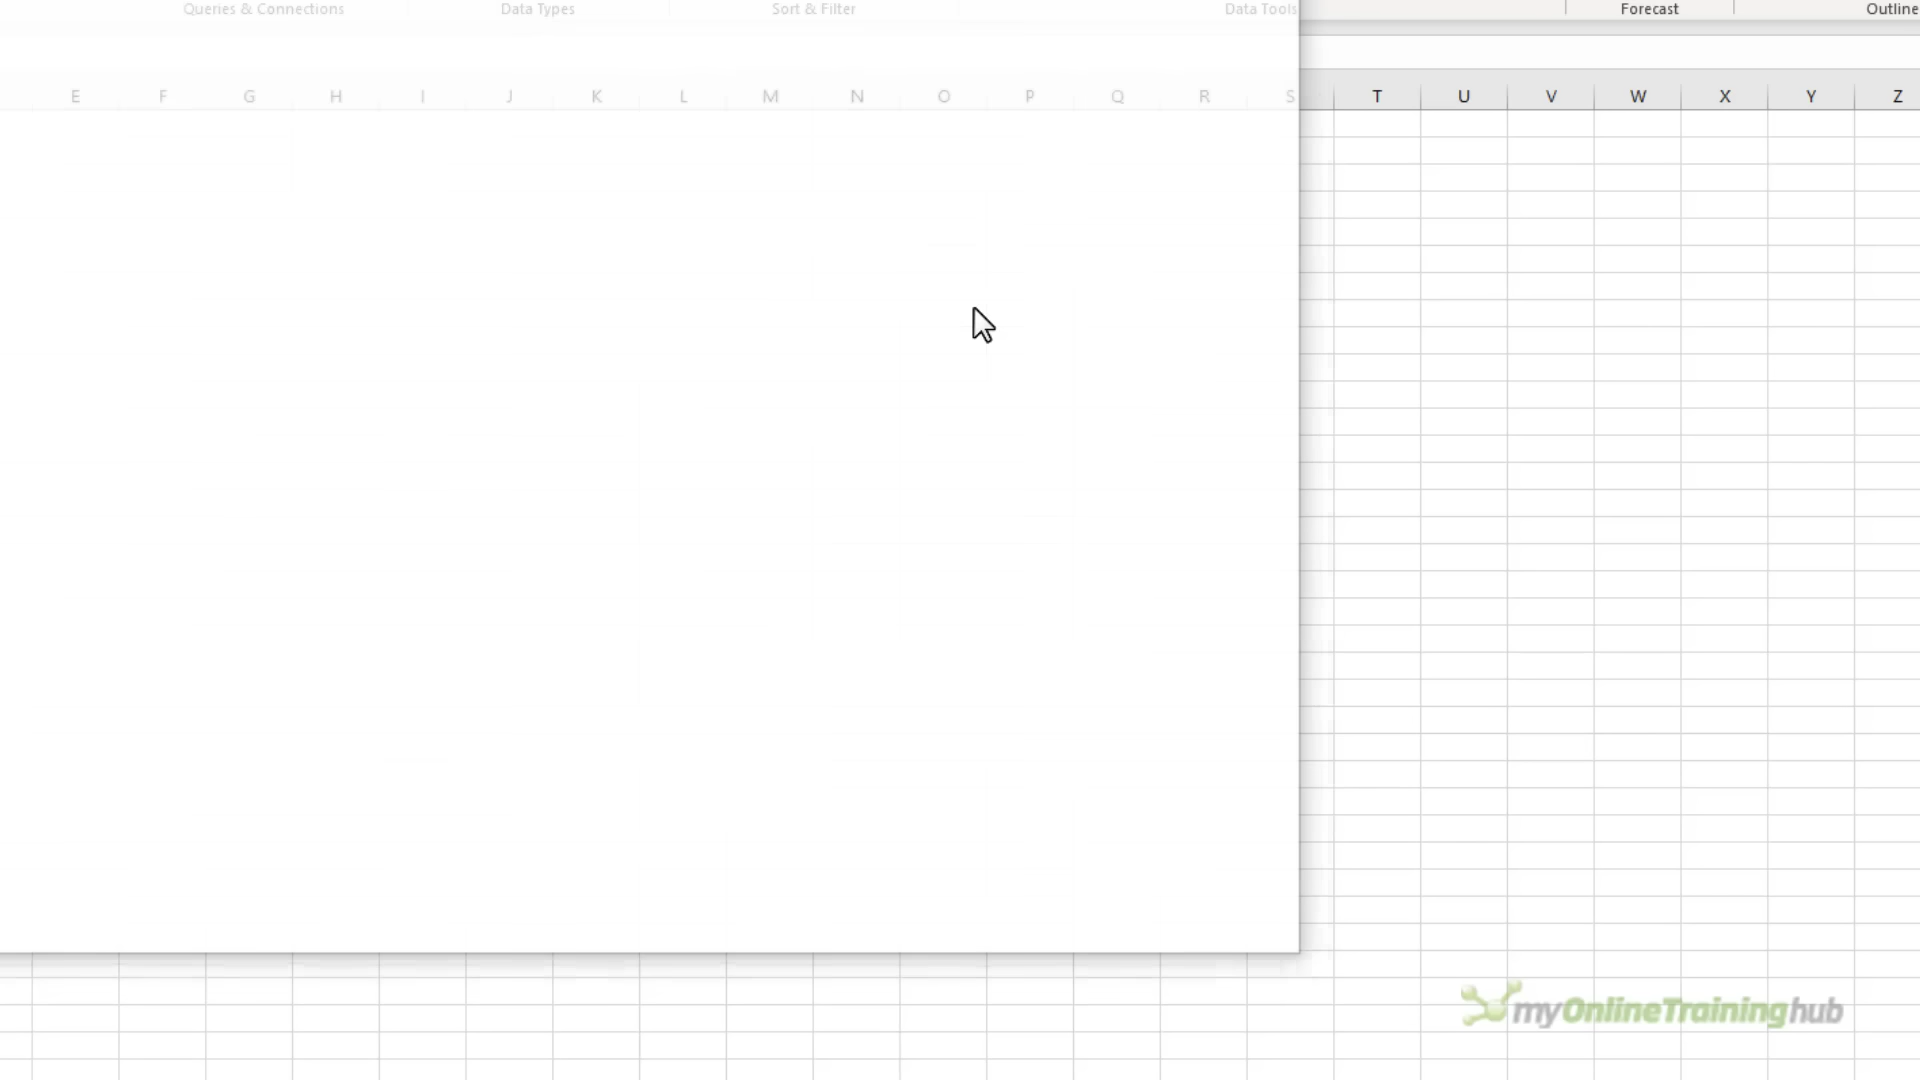 Queries & Connections Data Types Sort & Filter Data Tools Forecast Outline
E F G H I J K L M N O P Q R S T U V W X Y Z
myOnlineTraininghub